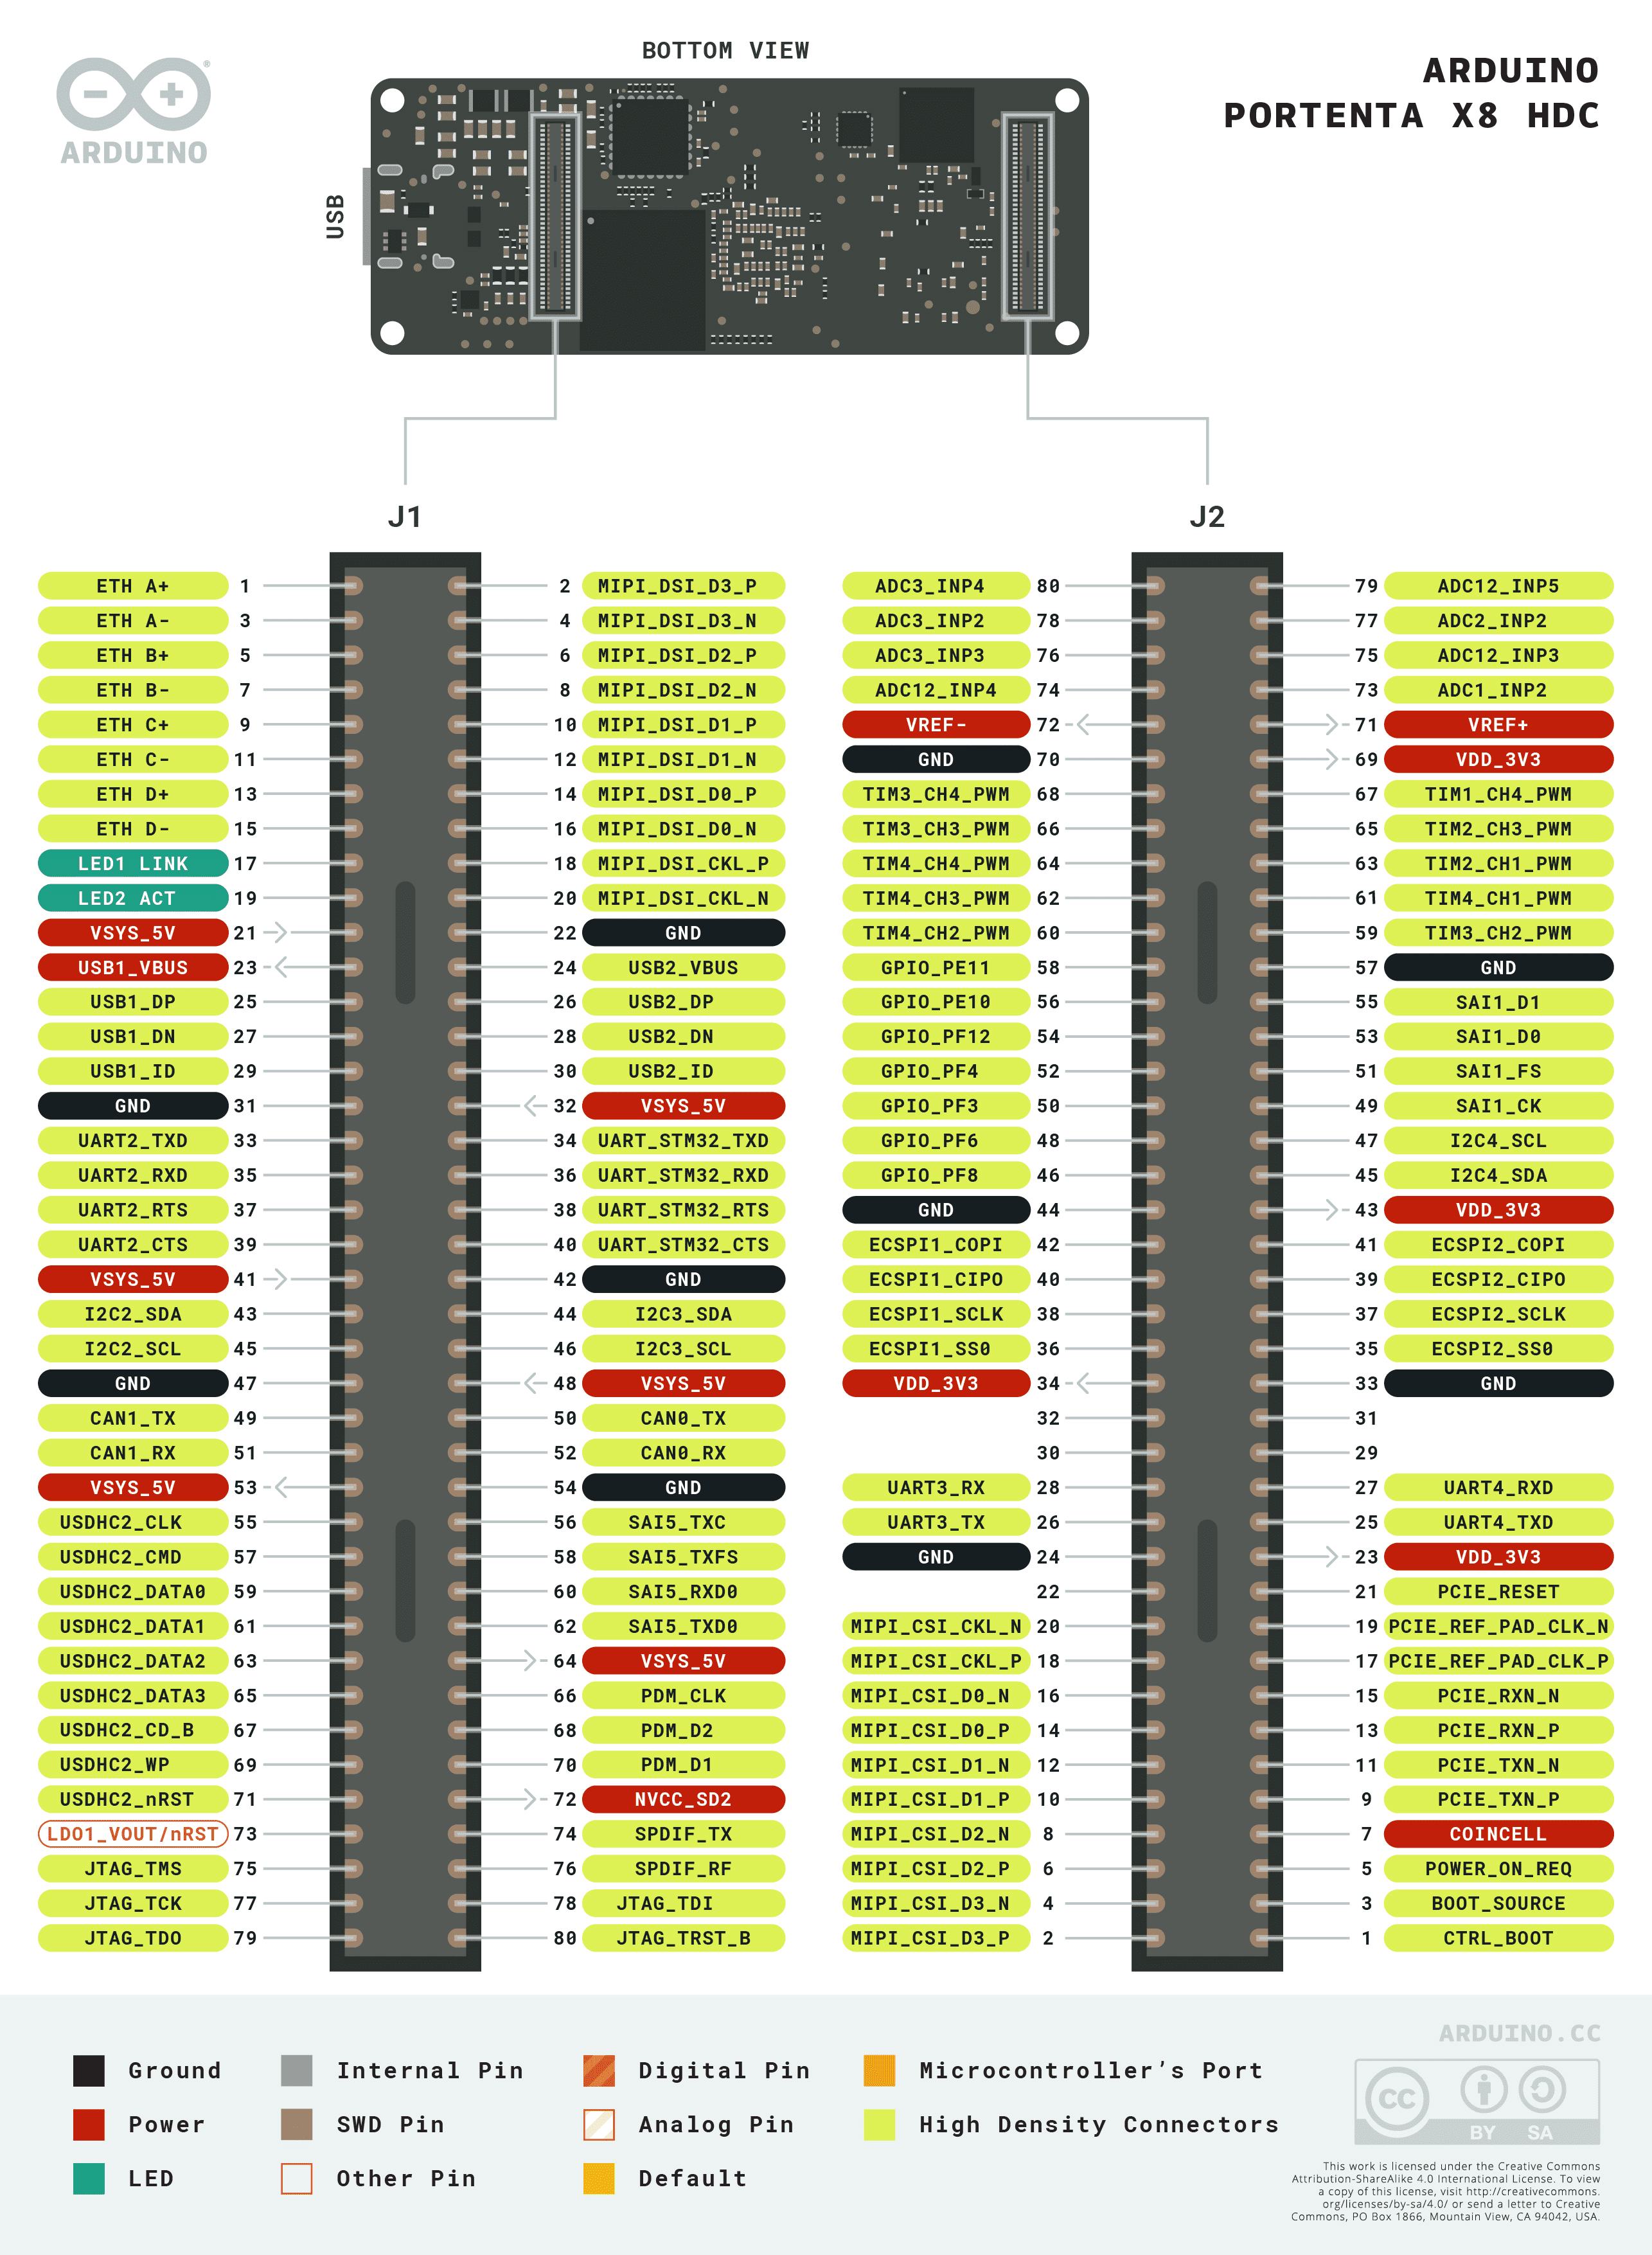 BOTTOM VIEW
ARDUINO
PORTENTA X8 HDC
®
ARDUINO
USB
J1
J2
ETH A+ 1 2 MIPI_DSI_D3_P ADC3_INP4 80 79 ADC12_INP5
ETH A- 3 4 MIPI_DSI_D3_N ADC3_INP2 78 77 ADC2_INP2
ETH B+ 5 6 MIPI_DSI_D2_P ADC3_INP3 76 75 ADC12_INP3
ETH B- 7 8 MIPI_DSI_D2_N ADC12_INP4 74 73 ADC1_INP2
ETH C+ 9 10 MIPI_DSI_D1_P VREF- 72 71 VREF+
ETH C- 11 12 MIPI_DSI_D1_N GND 70 69 VDD_3V3
ETH D+ 13 14 MIPI_DSI_D0_P TIM3_CH4_PWM 68 67 TIM1_CH4_PWM
ETH D- 15 16 MIPI_DSI_D0_N TIM3_CH3_PWM 66 65 TIM2_CH3_PWM
LED1 LINK 17 18 MIPI_DSI_CKL_P TIM4_CH4_PWM 64 63 TIM2_CH1_PWM
LED2 ACT 19 20 MIPI_DSI_CKL_N TIM4_CH3_PWM 62 61 TIM4_CH1_PWM
VSYS_5V 21 22 GND TIM4_CH2_PWM 60 59 TIM3_CH2_PWM
USB1_VBUS 23 24 USB2_VBUS GPIO_PE11 58 57 GND
USB1_DP 25 26 USB2_DP GPIO_PE10 56 55 SAI1_D1
USB1_DN 27 28 USB2_DN GPIO_PF12 54 53 SAI1_D0
USB1_ID 29 30 USB2_ID GPIO_PF4 52 51 SAI1_FS
GND 31 32 VSYS_5V GPIO_PF3 50 49 SAI1_CK
UART2_TXD 33 34 UART_STM32_TXD GPIO_PF6 48 47 I2C4_SCL
UART2_RXD 35 36 UART_STM32_RXD GPIO_PF8 46 45 I2C4_SDA
UART2_RTS 37 38 UART_STM32_RTS GND 44 43 VDD_3V3
UART2_CTS 39 40 UART_STM32_CTS ECSPI1_COPI 42 41 ECSPI2_COPI
VSYS_5V 41 42 GND ECSPI1_CIPO 40 39 ECSPI2_CIPO
I2C2_SDA 43 44 I2C3_SDA ECSPI1_SCLK 38 37 ECSPI2_SCLK
I2C2_SCL 45 46 I2C3_SCL ECSPI1_SS0 36 35 ECSPI2_SS0
GND 47 48 VSYS_5V VDD_3V3 34 33 GND
CAN1_TX 49 50 CAN0_TX 32 31
CAN1_RX 51 52 CAN0_RX 30 29
VSYS_5V 53 54 GND UART3_RX 28 27 UART4_RXD
USDHC2_CLK 55 56 SAI5_TXC UART3_TX 26 25 UART4_TXD
USDHC2_CMD 57 58 SAI5_TXFS GND 24 23 VDD_3V3
USDHC2_DATA0 59 60 SAI5_RXD0 22 21 PCIE_RESET
USDHC2_DATA1 61 62 SAI5_TXD0 MIPI_CSI_CKL_N 20 19 PCIE_REF_PAD_CLK_N
USDHC2_DATA2 63 64 VSYS_5V MIPI_CSI_CKL_P 18 17 PCIE_REF_PAD_CLK_P
USDHC2_DATA3 65 66 PDM_CLK MIPI_CSI_D0_N 16 15 PCIE_RXN_N
USDHC2_CD_B 67 68 PDM_D2 MIPI_CSI_D0_P 14 13 PCIE_RXN_P
USDHC2_WP 69 70 PDM_D1 MIPI_CSI_D1_N 12 11 PCIE_TXN_N
USDHC2_nRST 71 72 NVCC_SD2 MIPI_CSI_D1_P 10 9 PCIE_TXN_P
LDO1_VOUT/nRST 73 74 SPDIF_TX MIPI_CSI_D2_N 8 7 COINCELL
JTAG_TMS 75 76 SPDIF_RF MIPI_CSI_D2_P 6 5 POWER_ON_REQ
JTAG_TCK 77 78 JTAG_TDI MIPI_CSI_D3_N 4 3 BOOT_SOURCE
JTAG_TDO 79 80 JTAG_TRST_B MIPI_CSI_D3_P 2 1 CTRL_BOOT
Ground Internal Pin Digital Pin Microcontroller’s Port
Power SWD Pin Analog Pin High Density Connectors
LED Other Pin Default
ARDUINO.CC
CC
BY SA
This work is licensed under the Creative Commons
Attribution-ShareAlike 4.0 International License. To view
a copy of this license, visit http://creativecommons.
org/licenses/by-sa/4.0/ or send a letter to Creative
Commons, PO Box 1866, Mountain View, CA 94042, USA.